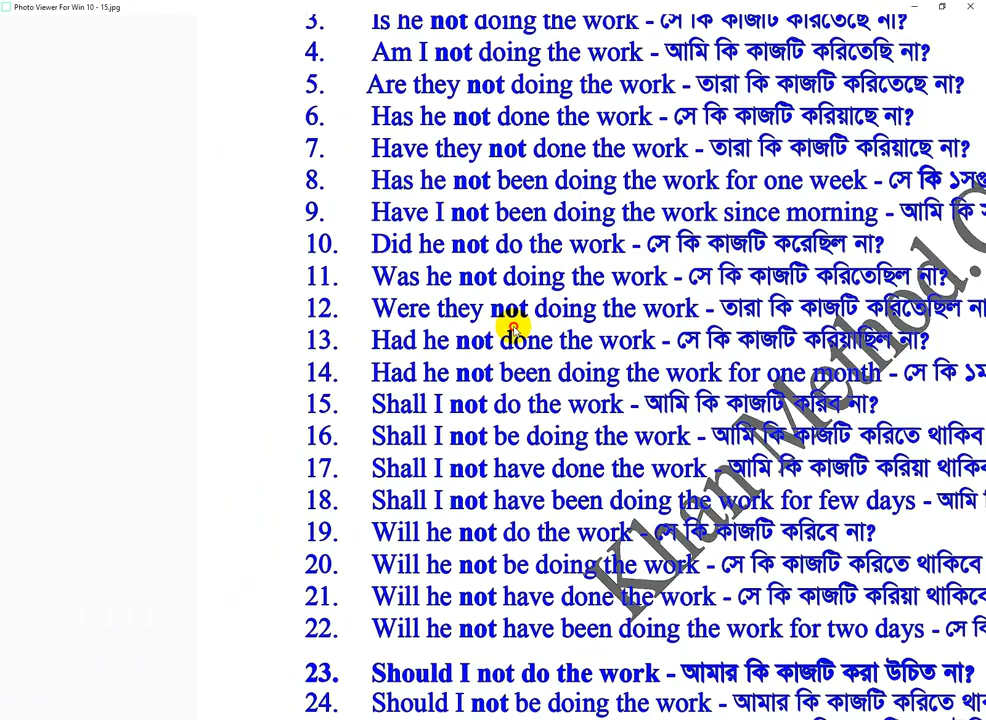 Photo Viewer For Win 10 - 15.jpg
3. Is he not doing the work - সে কি কাজটি করিতেছে না?
4. Am I not doing the work - আমি কি কাজটি করিতেছি না?
5. Are they not doing the work - তারা কি কাজটি করিতেছে না?
6. Has he not done the work - সে কি কাজটি করিয়াছে না?
7. Have they not done the work - তারা কি কাজটি করিয়াছে না?
8. Has he not been doing the work for one week - সে কি ১সপ্ত
9. Have I not been doing the work since morning - আমি কি স
10. Did he not do the work - সে কি কাজটি করেছিল না?
11. Was he not doing the work - সে কি কাজটি করিতেছিল না?
12. Were they not doing the work - তারা কি কাজটি করিতেছিল না
13. Had he not done the work - সে কি কাজটি করিয়াছিল না?
14. Had he not been doing the work for one month - সে কি ১ম
15. Shall I not do the work - আমি কি কাজটি করিব না?
16. Shall I not be doing the work - আমি কি কাজটি করিতে থাকিব
17. Shall I not have done the work - আমি কি কাজটি করিয়া থাকিব
18. Shall I not have been doing the work for few days - আমি
19. Will he not do the work - সে কি কাজটি করিবে না?
20. Will he not be doing the work - সে কি কাজটি করিতে থাকিবে
21. Will he not have done the work - সে কি কাজটি করিয়া থাকিবে
22. Will he not have been doing the work for two days - সে কি
23. Should I not do the work - আমার কি কাজটি করা উচিত না?
24. Should I not be doing the work - আমার কি কাজটি করিতে থাকা
Khan Method.C